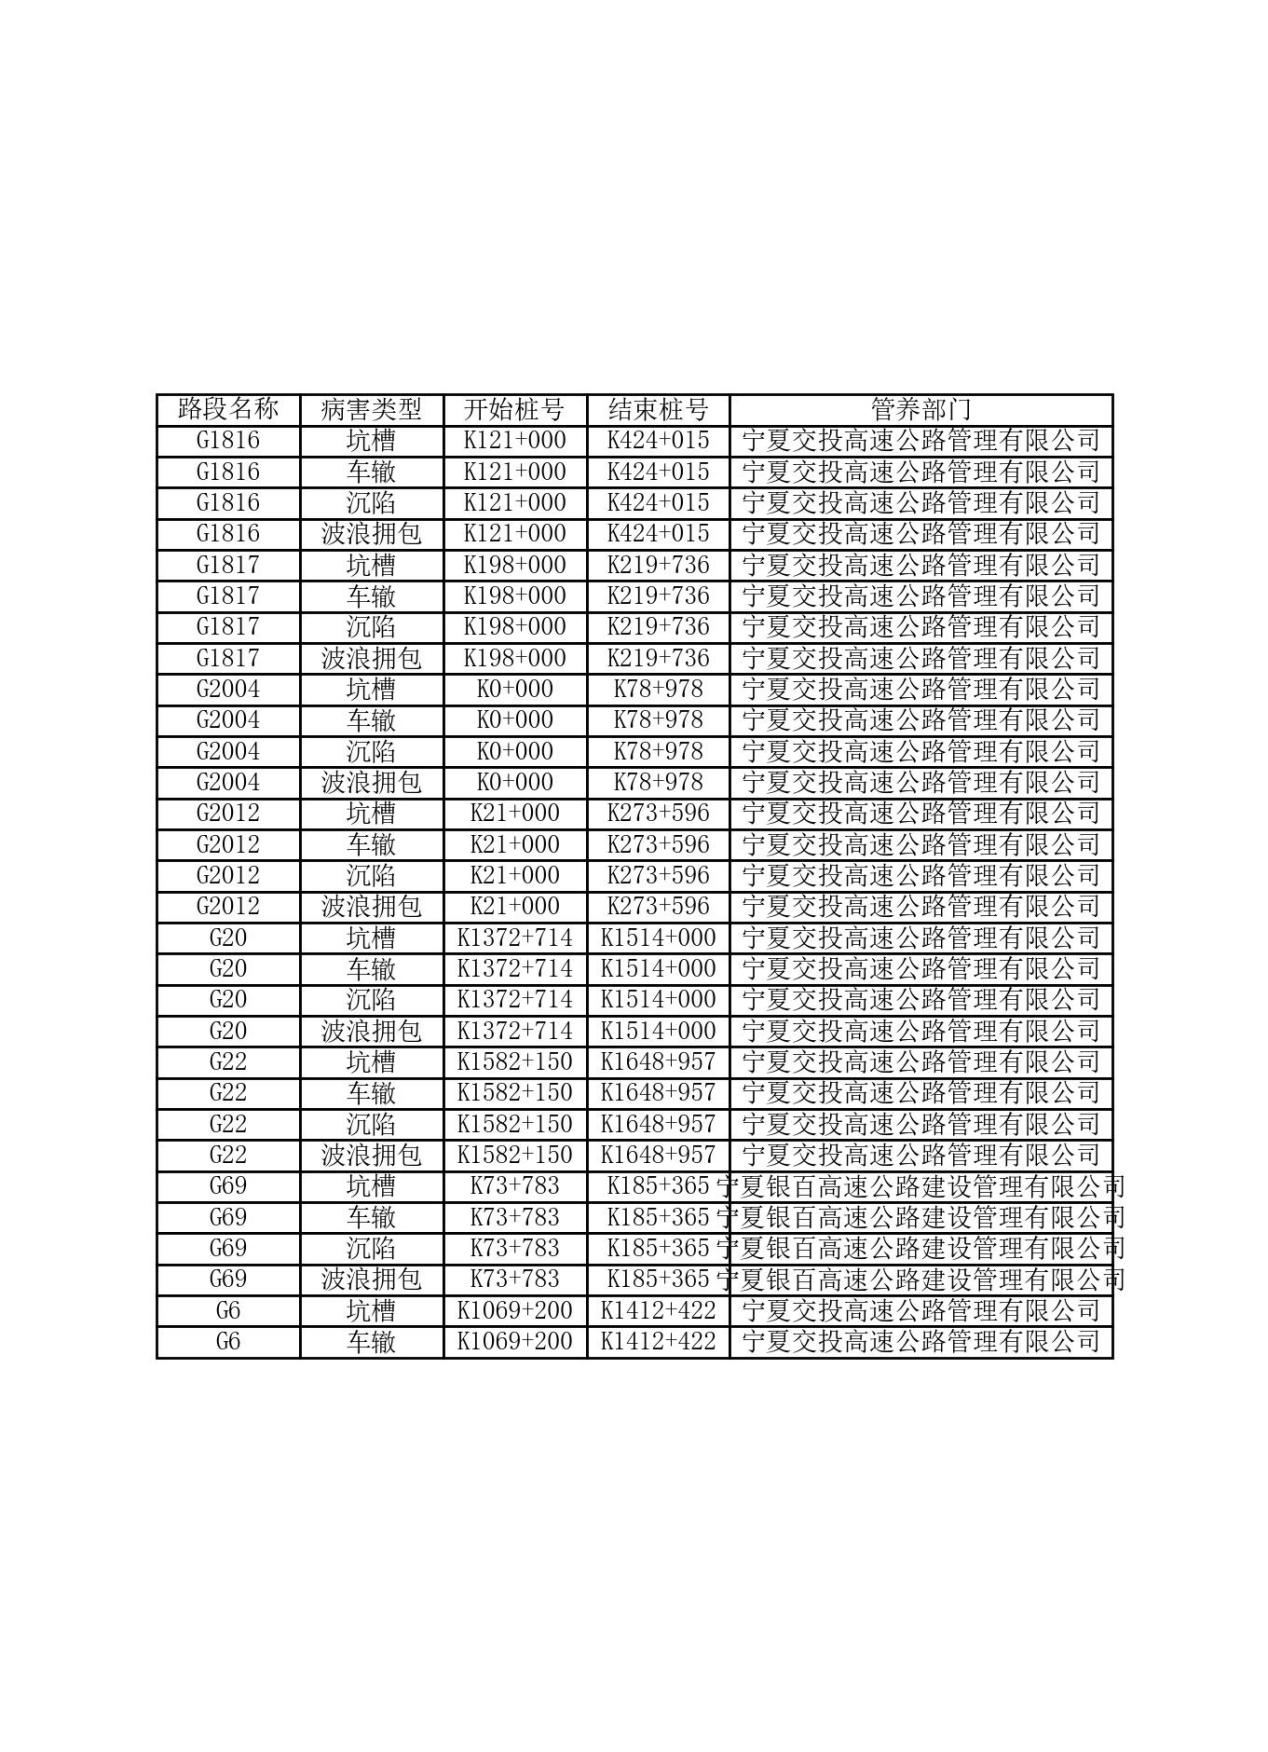 路段名称 病害类型 开始桩号 结束桩号 管养部门
G1816 坑槽 K121+000 K424+015 宁夏交投高速公路管理有限公司
G1816 车辙 K121+000 K424+015 宁夏交投高速公路管理有限公司
G1816 沉陷 K121+000 K424+015 宁夏交投高速公路管理有限公司
G1816 波浪拥包 K121+000 K424+015 宁夏交投高速公路管理有限公司
G1817 坑槽 K198+000 K219+736 宁夏交投高速公路管理有限公司
G1817 车辙 K198+000 K219+736 宁夏交投高速公路管理有限公司
G1817 沉陷 K198+000 K219+736 宁夏交投高速公路管理有限公司
G1817 波浪拥包 K198+000 K219+736 宁夏交投高速公路管理有限公司
G2004 坑槽 K0+000 K78+978 宁夏交投高速公路管理有限公司
G2004 车辙 K0+000 K78+978 宁夏交投高速公路管理有限公司
G2004 沉陷 K0+000 K78+978 宁夏交投高速公路管理有限公司
G2004 波浪拥包 K0+000 K78+978 宁夏交投高速公路管理有限公司
G2012 坑槽 K21+000 K273+596 宁夏交投高速公路管理有限公司
G2012 车辙 K21+000 K273+596 宁夏交投高速公路管理有限公司
G2012 沉陷 K21+000 K273+596 宁夏交投高速公路管理有限公司
G2012 波浪拥包 K21+000 K273+596 宁夏交投高速公路管理有限公司
G20 坑槽 K1372+714 K1514+000 宁夏交投高速公路管理有限公司
G20 车辙 K1372+714 K1514+000 宁夏交投高速公路管理有限公司
G20 沉陷 K1372+714 K1514+000 宁夏交投高速公路管理有限公司
G20 波浪拥包 K1372+714 K1514+000 宁夏交投高速公路管理有限公司
G22 坑槽 K1582+150 K1648+957 宁夏交投高速公路管理有限公司
G22 车辙 K1582+150 K1648+957 宁夏交投高速公路管理有限公司
G22 沉陷 K1582+150 K1648+957 宁夏交投高速公路管理有限公司
G22 波浪拥包 K1582+150 K1648+957 宁夏交投高速公路管理有限公司
G69 坑槽 K73+783 K185+365 宁夏银百高速公路建设管理有限公司
G69 车辙 K73+783 K185+365 宁夏银百高速公路建设管理有限公司
G69 沉陷 K73+783 K185+365 宁夏银百高速公路建设管理有限公司
G69 波浪拥包 K73+783 K185+365 宁夏银百高速公路建设管理有限公司
G6 坑槽 K1069+200 K1412+422 宁夏交投高速公路管理有限公司
G6 车辙 K1069+200 K1412+422 宁夏交投高速公路管理有限公司